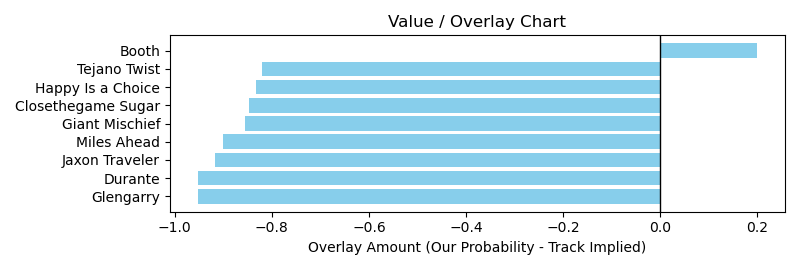 Value / Overlay Chart
Booth
Tejano Twist
Happy Is a Choice
Closethegame Sugar
Giant Mischief
Miles Ahead
Jaxon Traveler
Durante
Glengarry
−1.0 −0.8 −0.6 −0.4 −0.2 0.0 0.2
Overlay Amount (Our Probability - Track Implied)